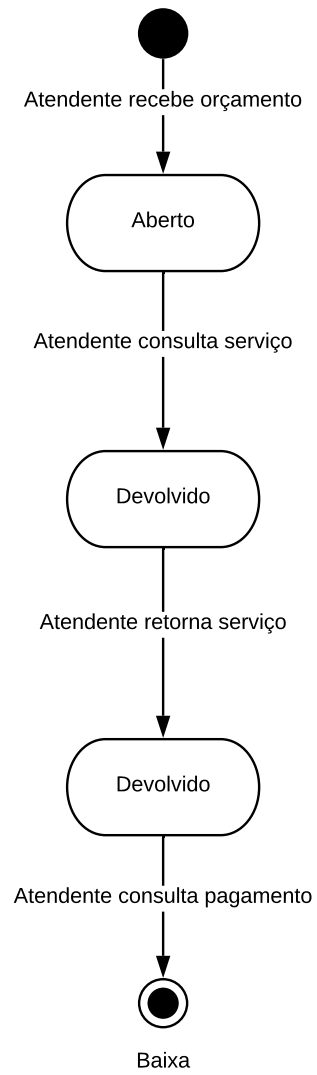 Atendente recebe orçamento
Aberto
Atendente consulta serviço
Devolvido
Atendente retorna serviço
Devolvido
Atendente consulta pagamento
Baixa